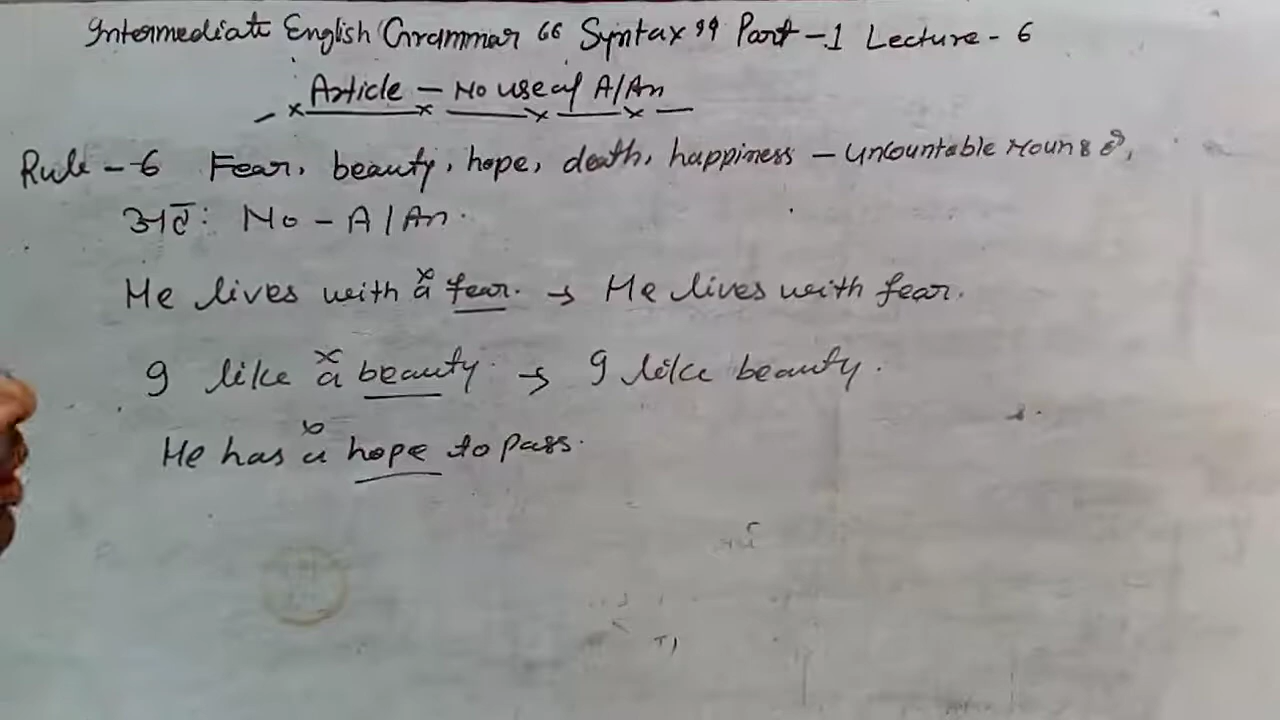 Intermediate English Grammar "Syntax" Part-1 Lecture-6
Article - No use of A/An
Rule-6 Fear, beauty, hope, death, happiness - Uncountable Nouns हैं,
अतः No - A/An.
He lives with a fear. → He lives with fear.
I like a beauty. → I like beauty.
He has a hope to pass.